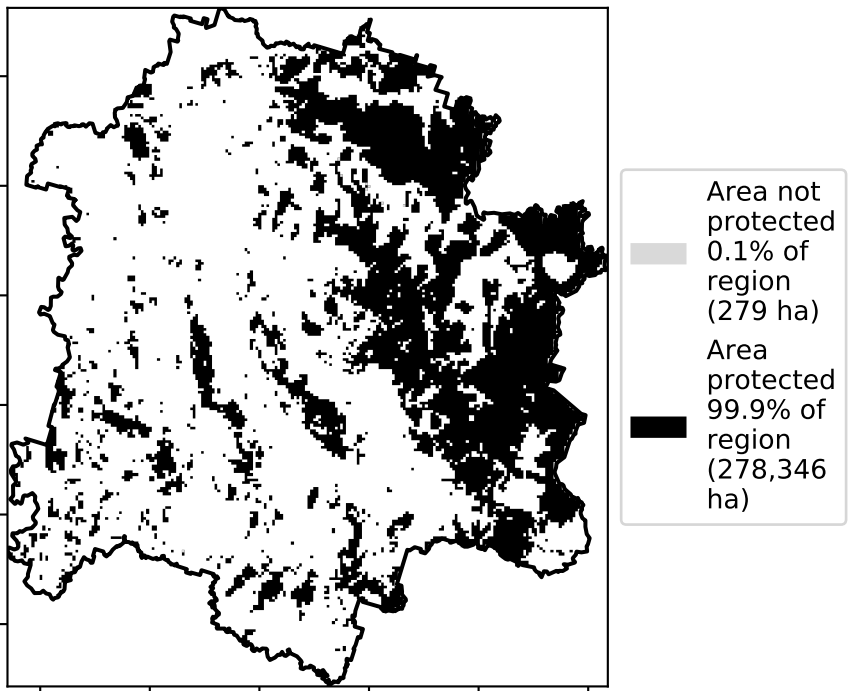 Area not
protected
0.1% of
region
(279 ha)
Area
protected
99.9% of
region
(278,346
ha)